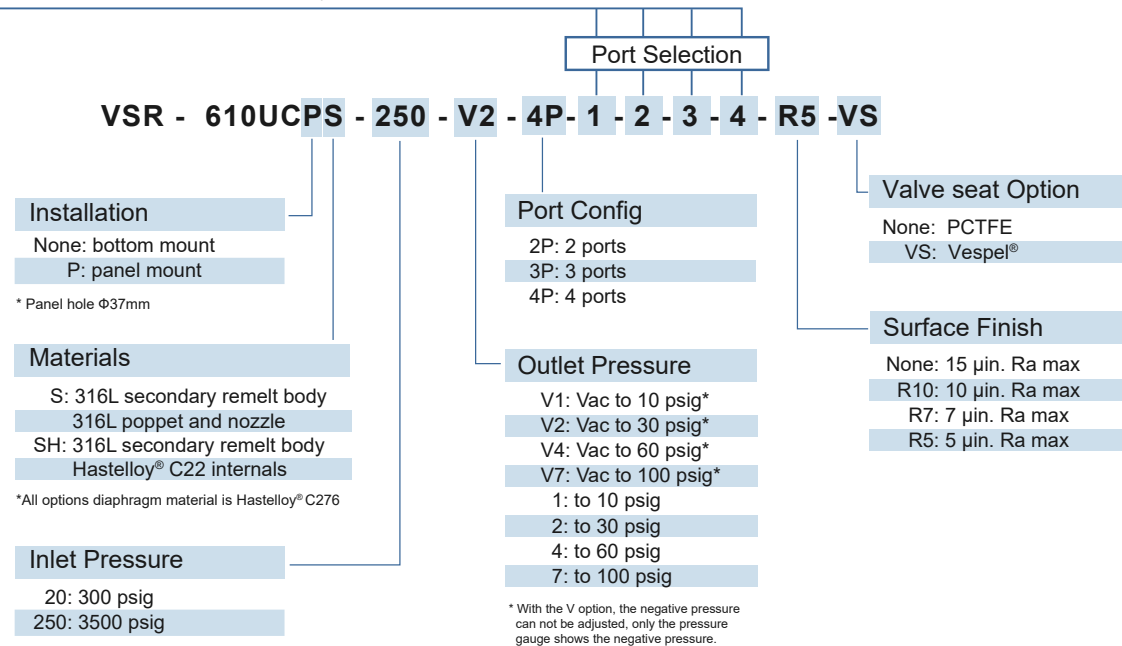 Port Selection
VSR - 610UCPS - 250 - V2 - 4P- 1 - 2 - 3 - 4 - R5 -VS
Installation
None: bottom mount
P: panel mount
* Panel hole Φ37mm
Materials
S: 316L secondary remelt body
316L poppet and nozzle
SH: 316L secondary remelt body
Hastelloy® C22 internals
*All options diaphragm material is Hastelloy® C276
Inlet Pressure
20: 300 psig
250: 3500 psig
Port Config
2P: 2 ports
3P: 3 ports
4P: 4 ports
Outlet Pressure
V1: Vac to 10 psig*
V2: Vac to 30 psig*
V4: Vac to 60 psig*
V7: Vac to 100 psig*
1: to 10 psig
2: to 30 psig
4: to 60 psig
7: to 100 psig
* With the V option, the negative pressure
can not be adjusted, only the pressure
gauge shows the negative pressure.
Valve seat Option
None: PCTFE
VS: Vespel®
Surface Finish
None: 15 µin. Ra max
R10: 10 µin. Ra max
R7: 7 µin. Ra max
R5: 5 µin. Ra max